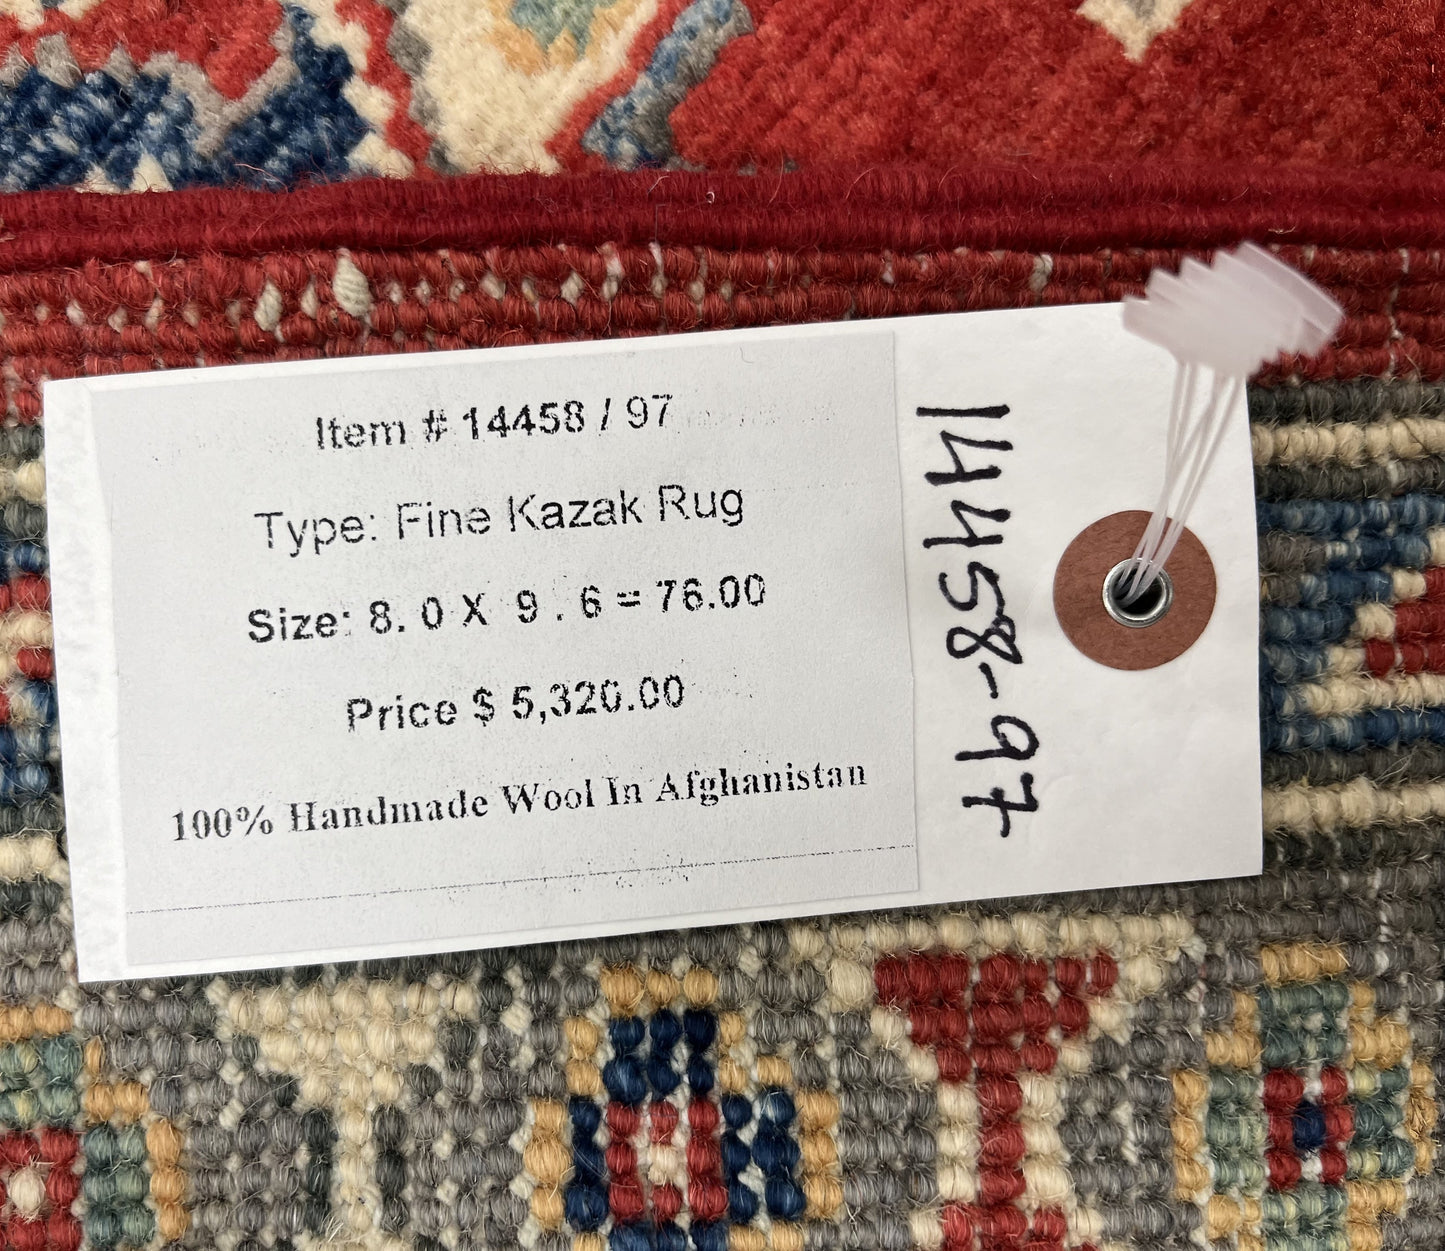 Item # 14458 / 97
Type: Fine Kazak Rug
Size: 8. 0 X 9 . 6 = 76.00
Price $ 5,320.00
100% Handmade Wool In Afghanistan
14458-97